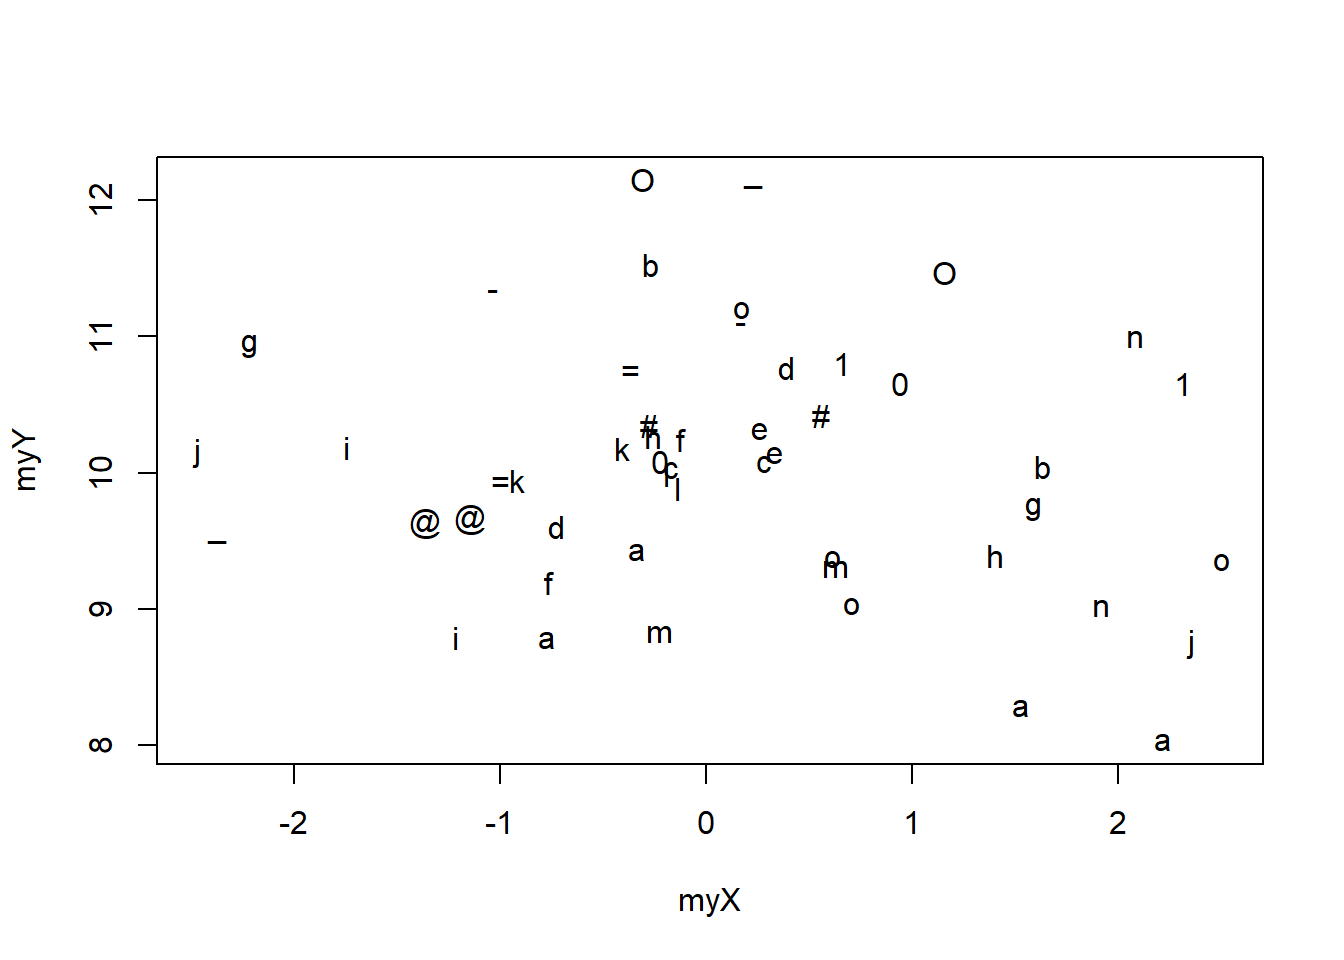 O –
b
- O
o
-
g n
= d 1
0 1
#
# e
h f
j i k e
0 c c b
=k l
g
@ @ d
–
a o h o
m
f
o n
i a m j
a
a
12
11
10
9
8
myY
-2 -1 0 1 2
myX